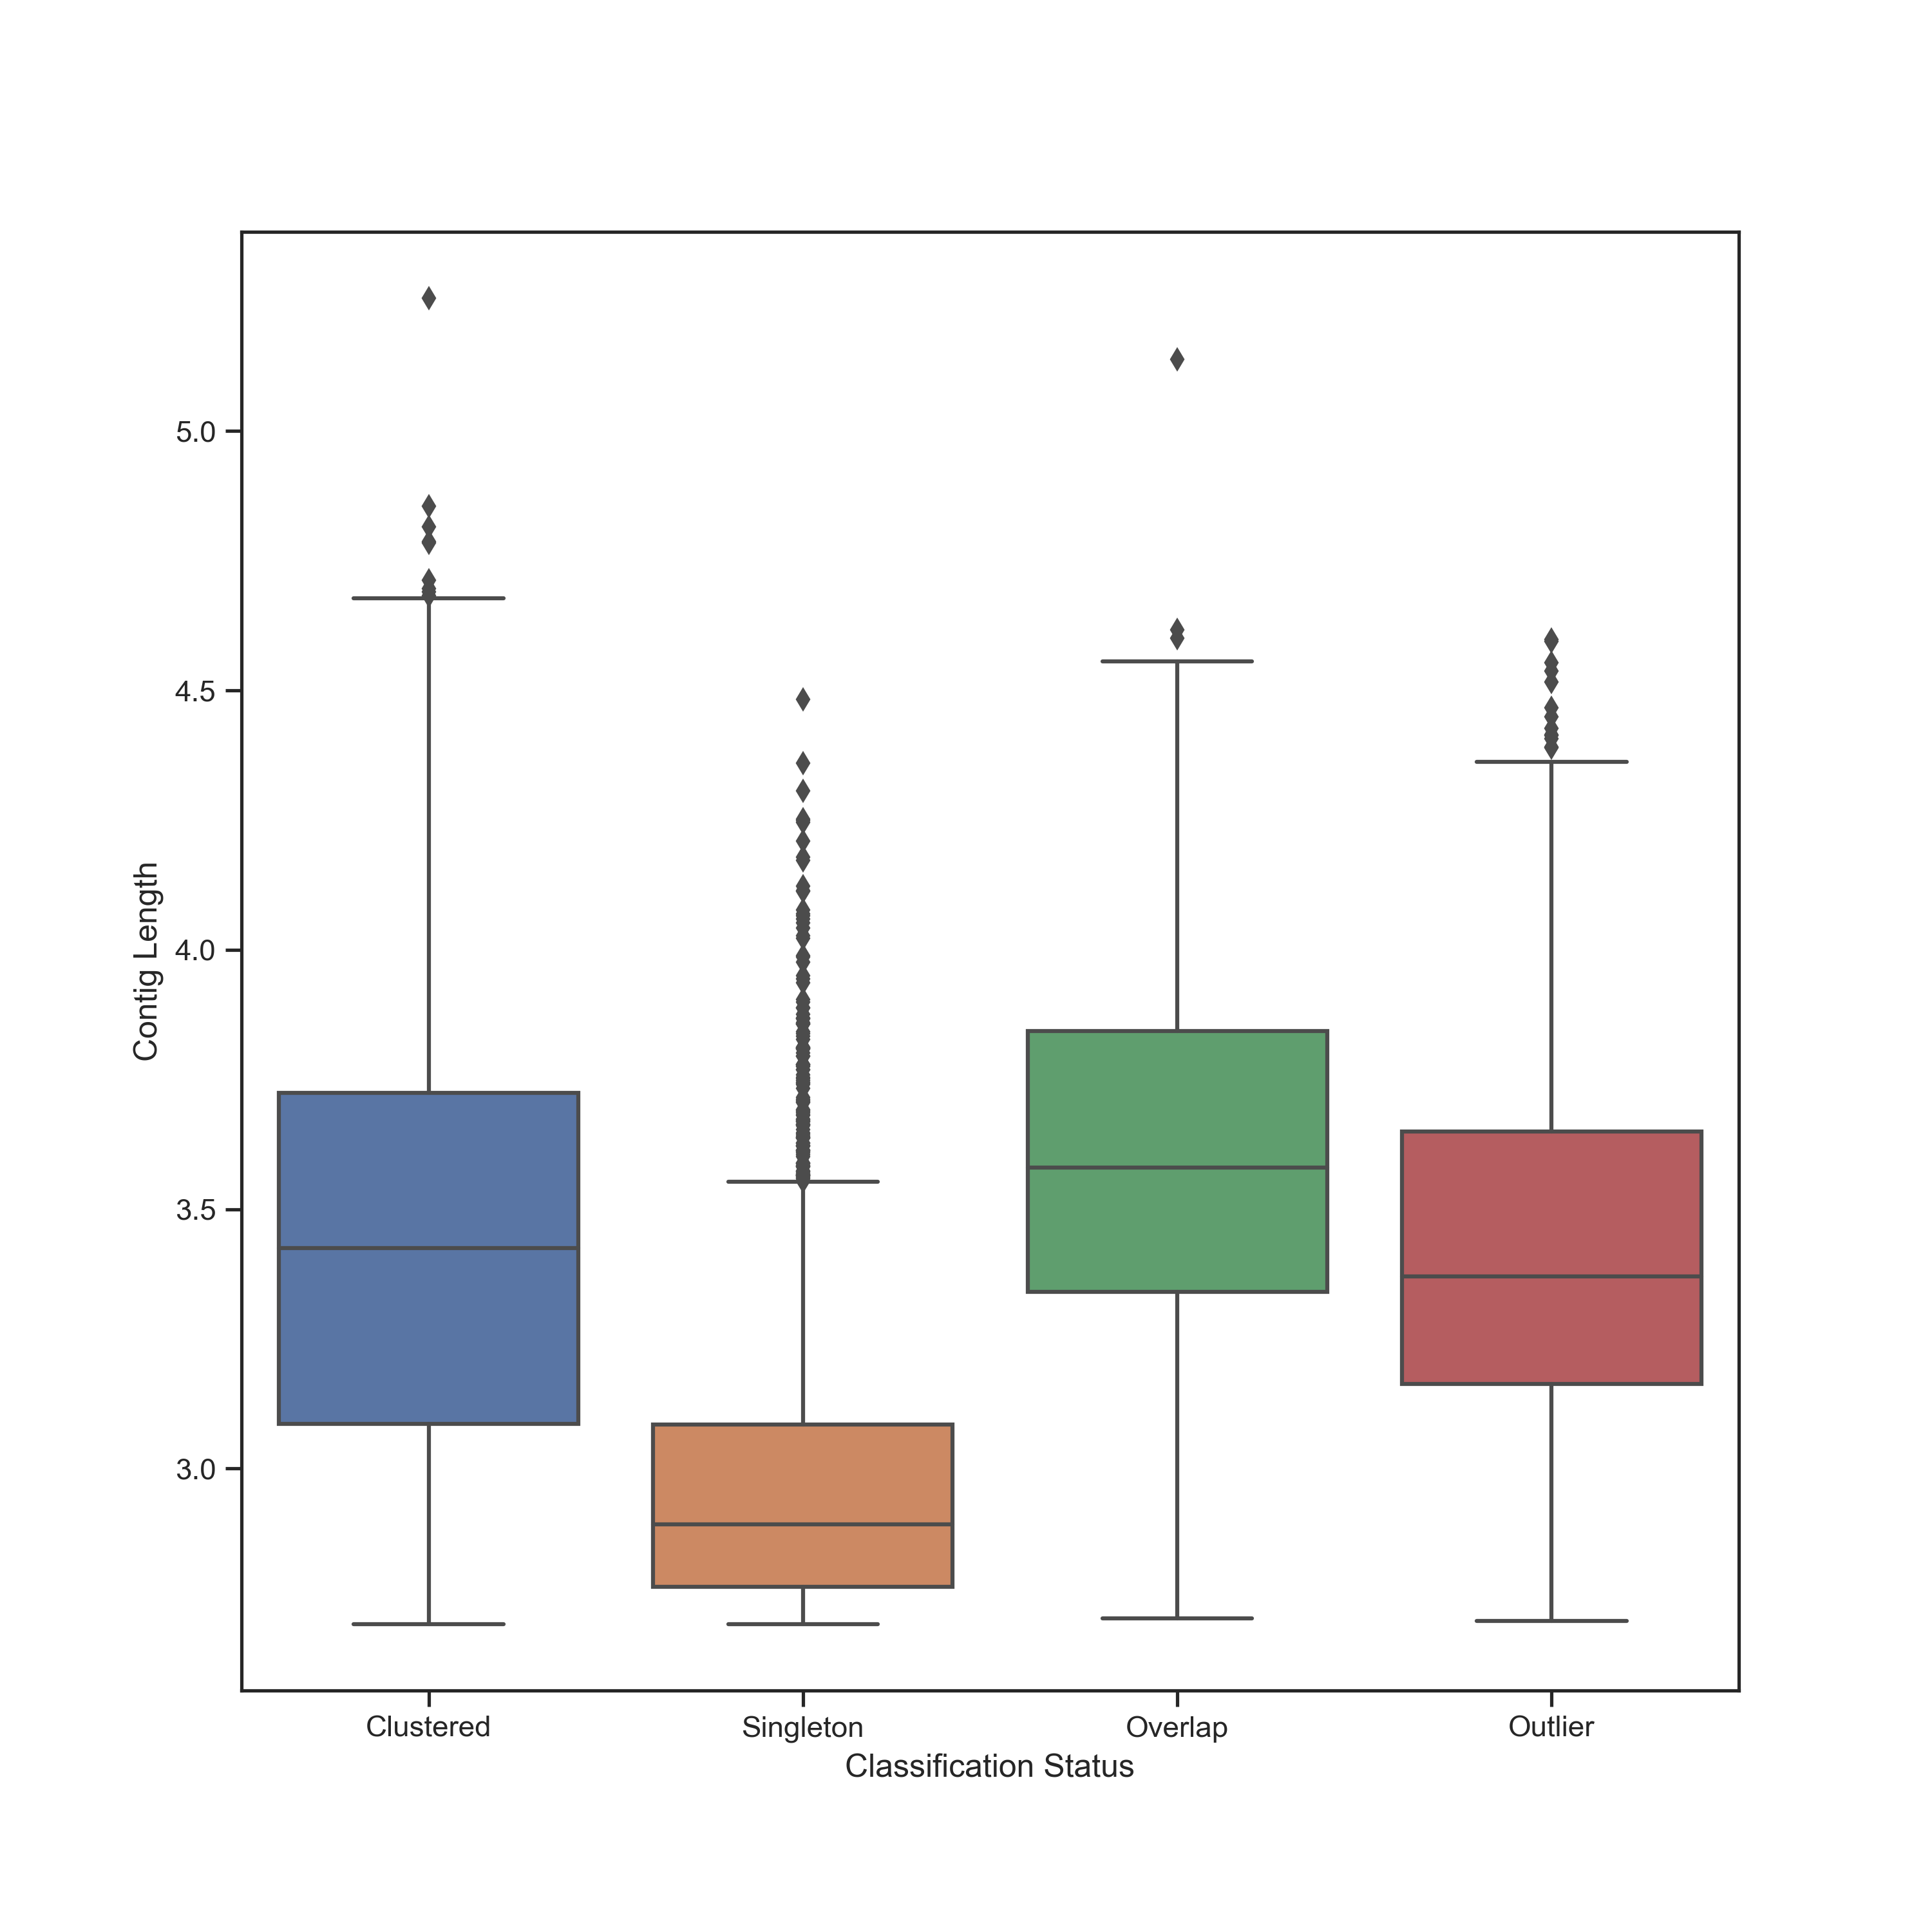 5.0
4.5
4.0
3.5
3.0
Contig Length
Clustered Singleton Overlap Outlier
Classification Status